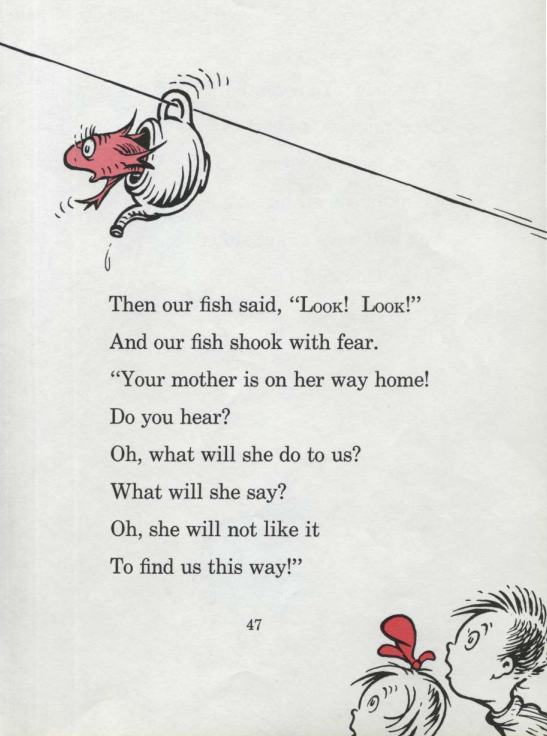 Then our fish said, “LOOK! LOOK!”
And our fish shook with fear.
“Your mother is on her way home!
Do you hear?
Oh, what will she do to us?
What will she say?
Oh, she will not like it
To find us this way!”
47